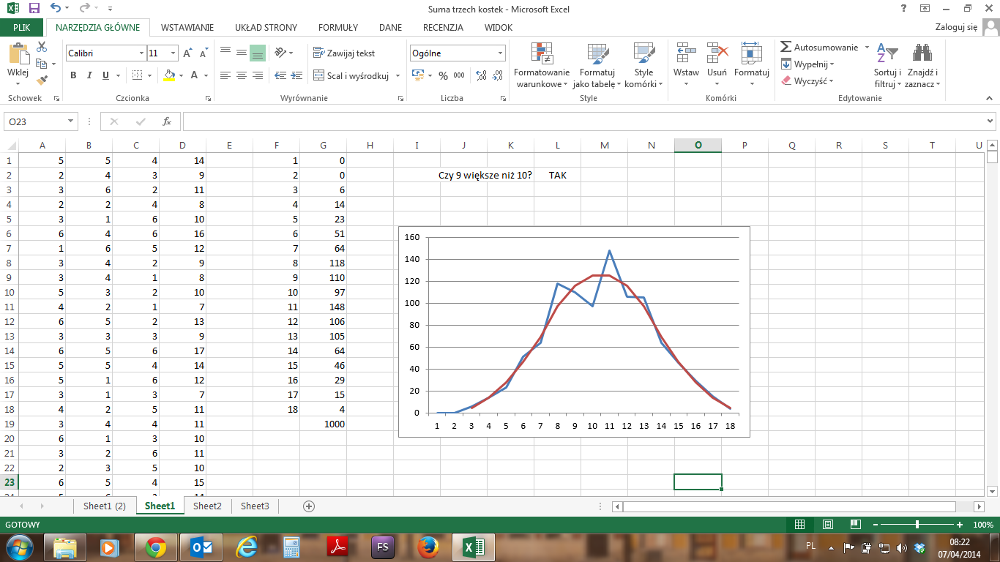 Suma trzech kostek - Microsoft Excel
PLIK NARZĘDZIA GŁÓWNE WSTAWIANIE UKŁAD STRONY FORMUŁY DANE RECENZJA WIDOK Zaloguj się
Wklej
Calibri 11
Zawijaj tekst
Ogólne
Formatowanie warunkowe
Formatuj jako tabelę
Style komórki
Wstaw Usuń Formatuj
Autosumowanie
Wypełnij
Wyczyść
Sortuj i filtruj
Znajdź i zaznacz
B I U A
Scal i wyśrodkuj
% 000
Schowek Czcionka Wyrównanie Liczba Style Komórki Edytowanie
O23 fx
A B C D E F G H I J K L M N O P Q R S T U
1 5 5 4 14 1 0
2 2 4 3 9 2 0 Czy 9 większe niż 10? TAK
3 3 6 2 11 3 6
4 2 2 4 8 4 14
5 3 1 6 10 5 23
6 6 4 6 16 6 51
7 1 6 5 12 7 64
8 3 4 2 9 8 118
9 3 4 1 8 9 110
10 5 3 2 10 10 97
11 4 2 1 7 11 148
12 6 5 2 13 12 106
13 3 3 3 9 13 105
14 6 5 6 17 14 64
15 5 5 4 14 15 46
16 5 1 6 12 16 29
17 3 1 3 7 17 15
18 4 2 5 11 18 4
19 3 4 4 11 1000
20 6 1 3 10
21 3 2 6 11
22 2 3 5 10
23 6 5 4 15
160
140
120
100
80
60
40
20
0
1 2 3 4 5 6 7 8 9 10 11 12 13 14 15 16 17 18
Sheet1 (2) Sheet1 Sheet2 Sheet3
GOTOWY 100%
FS
PL
08:22
07/04/2014